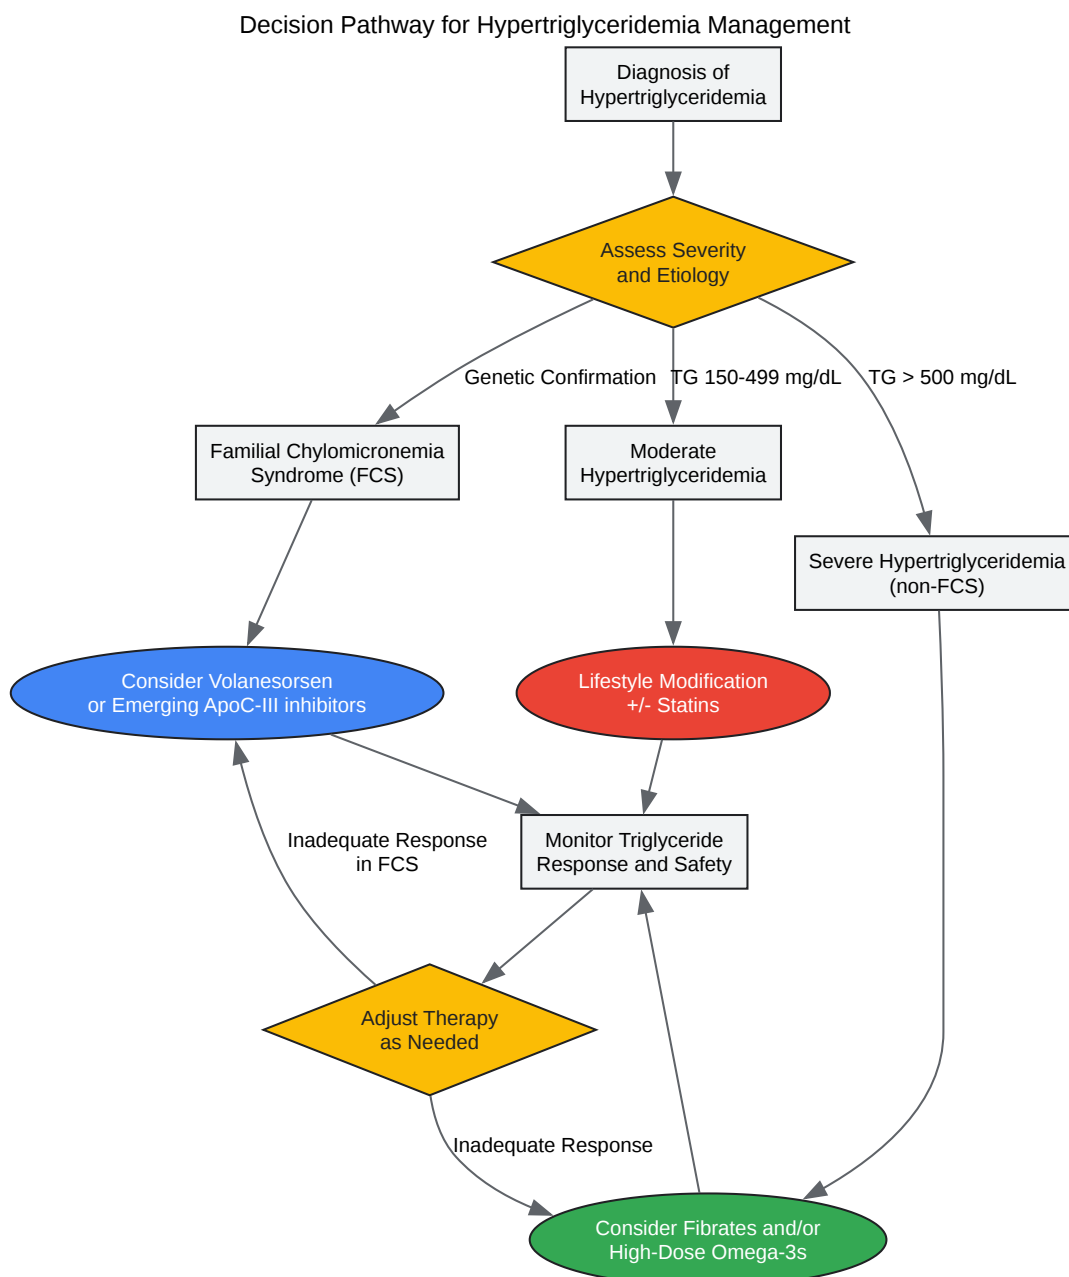 Decision Pathway for Hypertriglyceridemia Management
Diagnosis of
Hypertriglyceridemia
Assess Severity
and Etiology
Genetic Confirmation
TG 150-499 mg/dL
TG > 500 mg/dL
Familial Chylomicronemia
Syndrome (FCS)
Moderate
Hypertriglyceridemia
Severe Hypertriglyceridemia
(non-FCS)
Consider Volanesorsen
or Emerging ApoC-III inhibitors
Lifestyle Modification
+/- Statins
Inadequate Response
in FCS
Monitor Triglyceride
Response and Safety
Adjust Therapy
as Needed
Inadequate Response
Consider Fibrates and/or
High-Dose Omega-3s